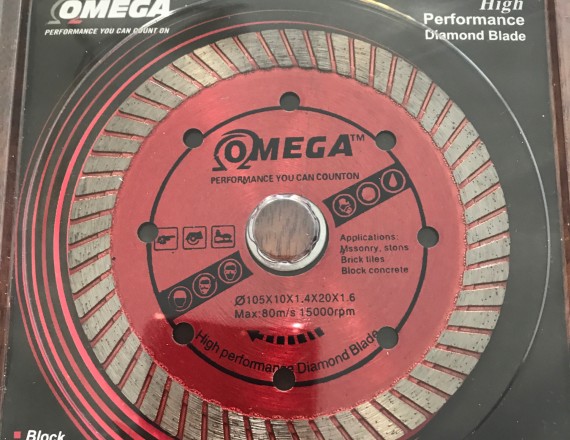 OMEGA
PERFORMANCE YOU CAN COUNT ON
High
Performance
Diamond Blade
OMEGA™
PERFORMANCE YOU CAN COUNTON
Applications:
Mssonry, stons
Brick tiles
Block concrete
Ø105X10X1.4X20X1.6
Max:80m/s 15000rpm
High performance Diamond Blade
Block